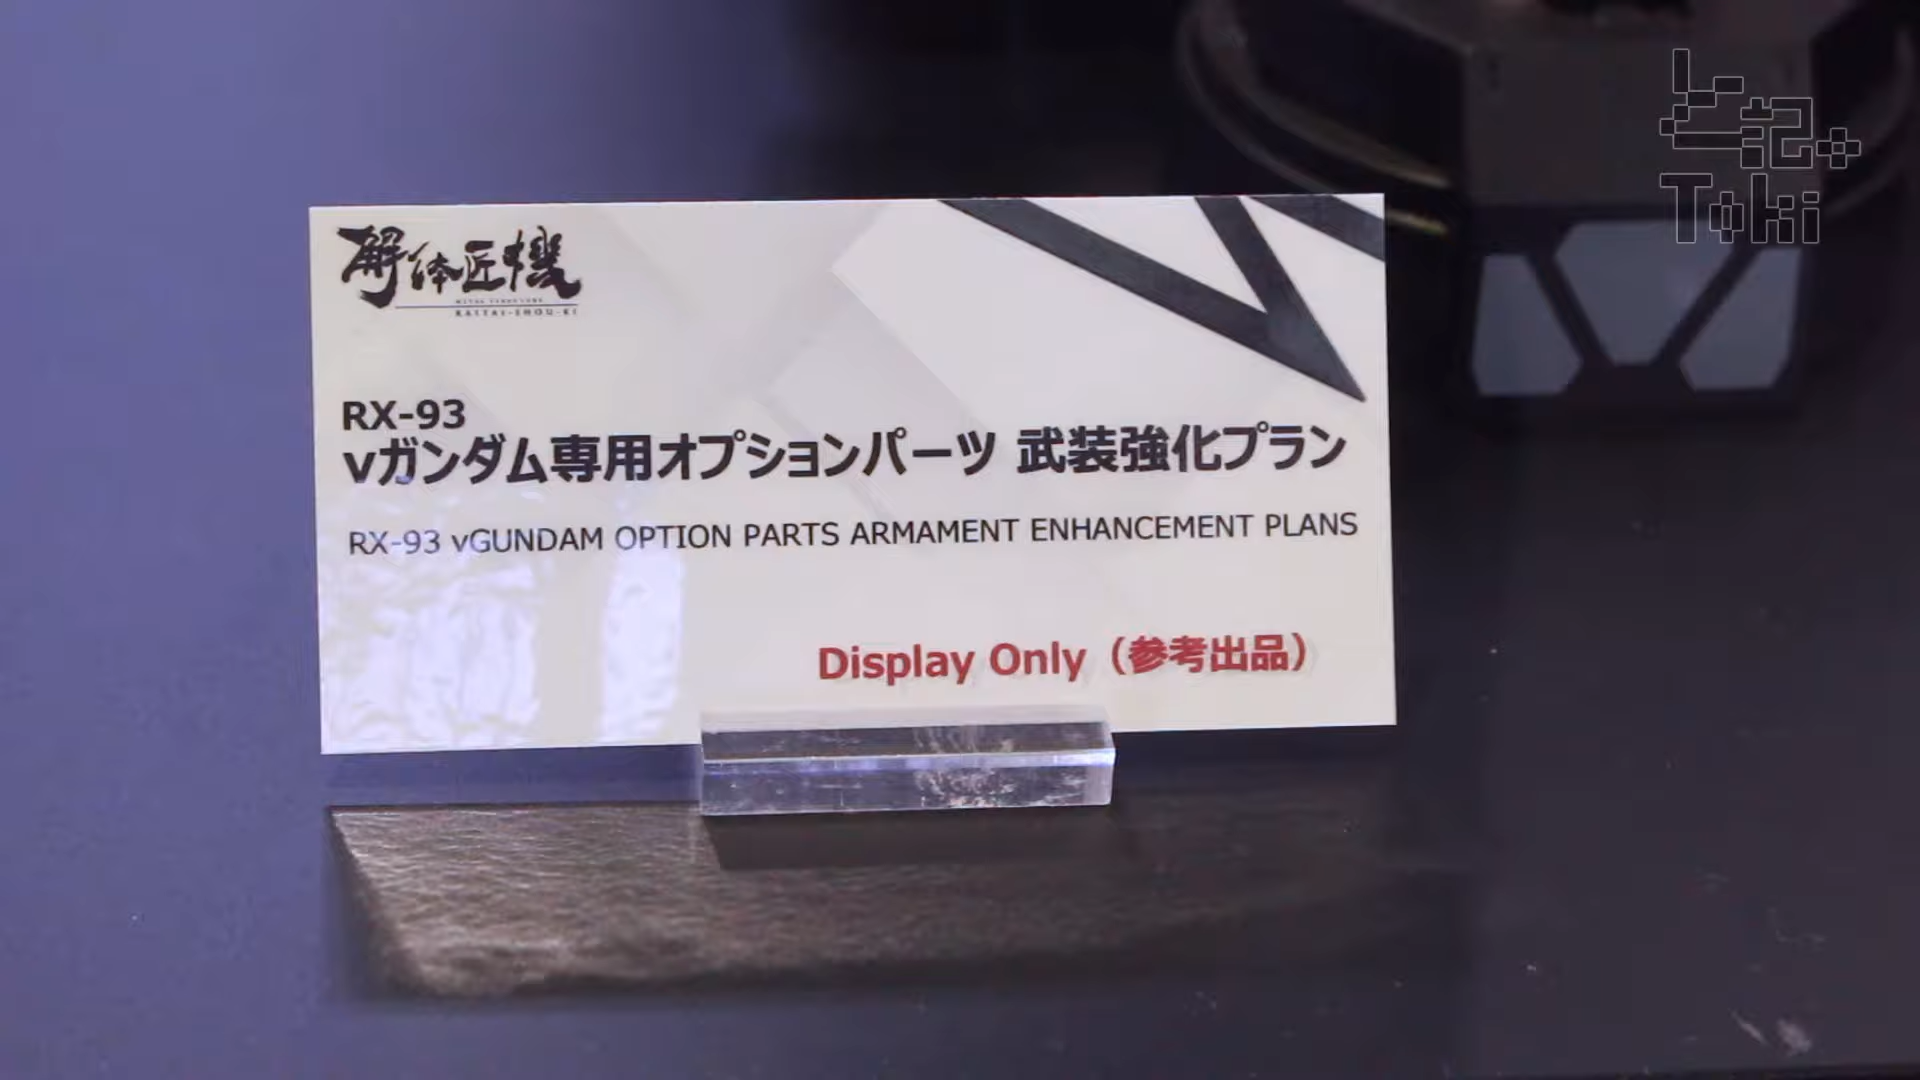 解体匠機
METAL STRUCTURE
KAITAI-SHOU-KI
RX-93
νガンダム専用オプションパーツ 武装強化プラン
RX-93 νGUNDAM OPTION PARTS ARMAMENT ENHANCEMENT PLANS
Display Only（参考出品）
Toki